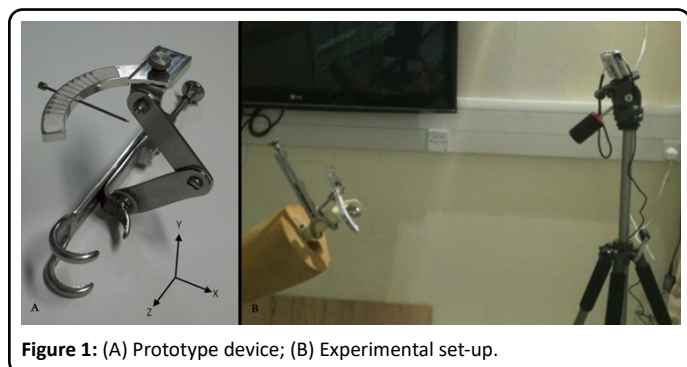 LG
Y
X
Z
A
B
Figure 1: (A) Prototype device; (B) Experimental set-up.